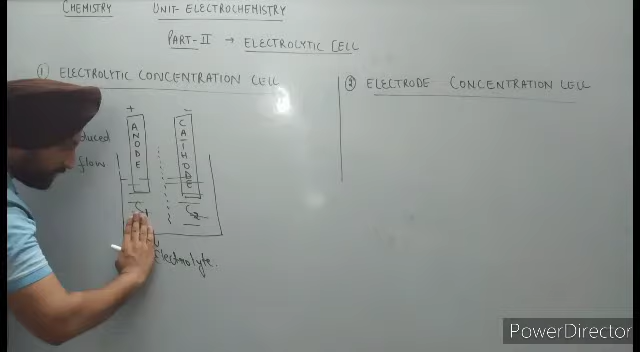 CHEMISTRY UNIT- ELECTROCHEMISTRY
PART-II → ELECTROLYTIC CELL
① ELECTROLYTIC CONCENTRATION CELL
② ELECTRODE CONCENTRATION CELL
+ -
ANODE
CATHODE
duced
flow
Electrolyte.
PowerDirector